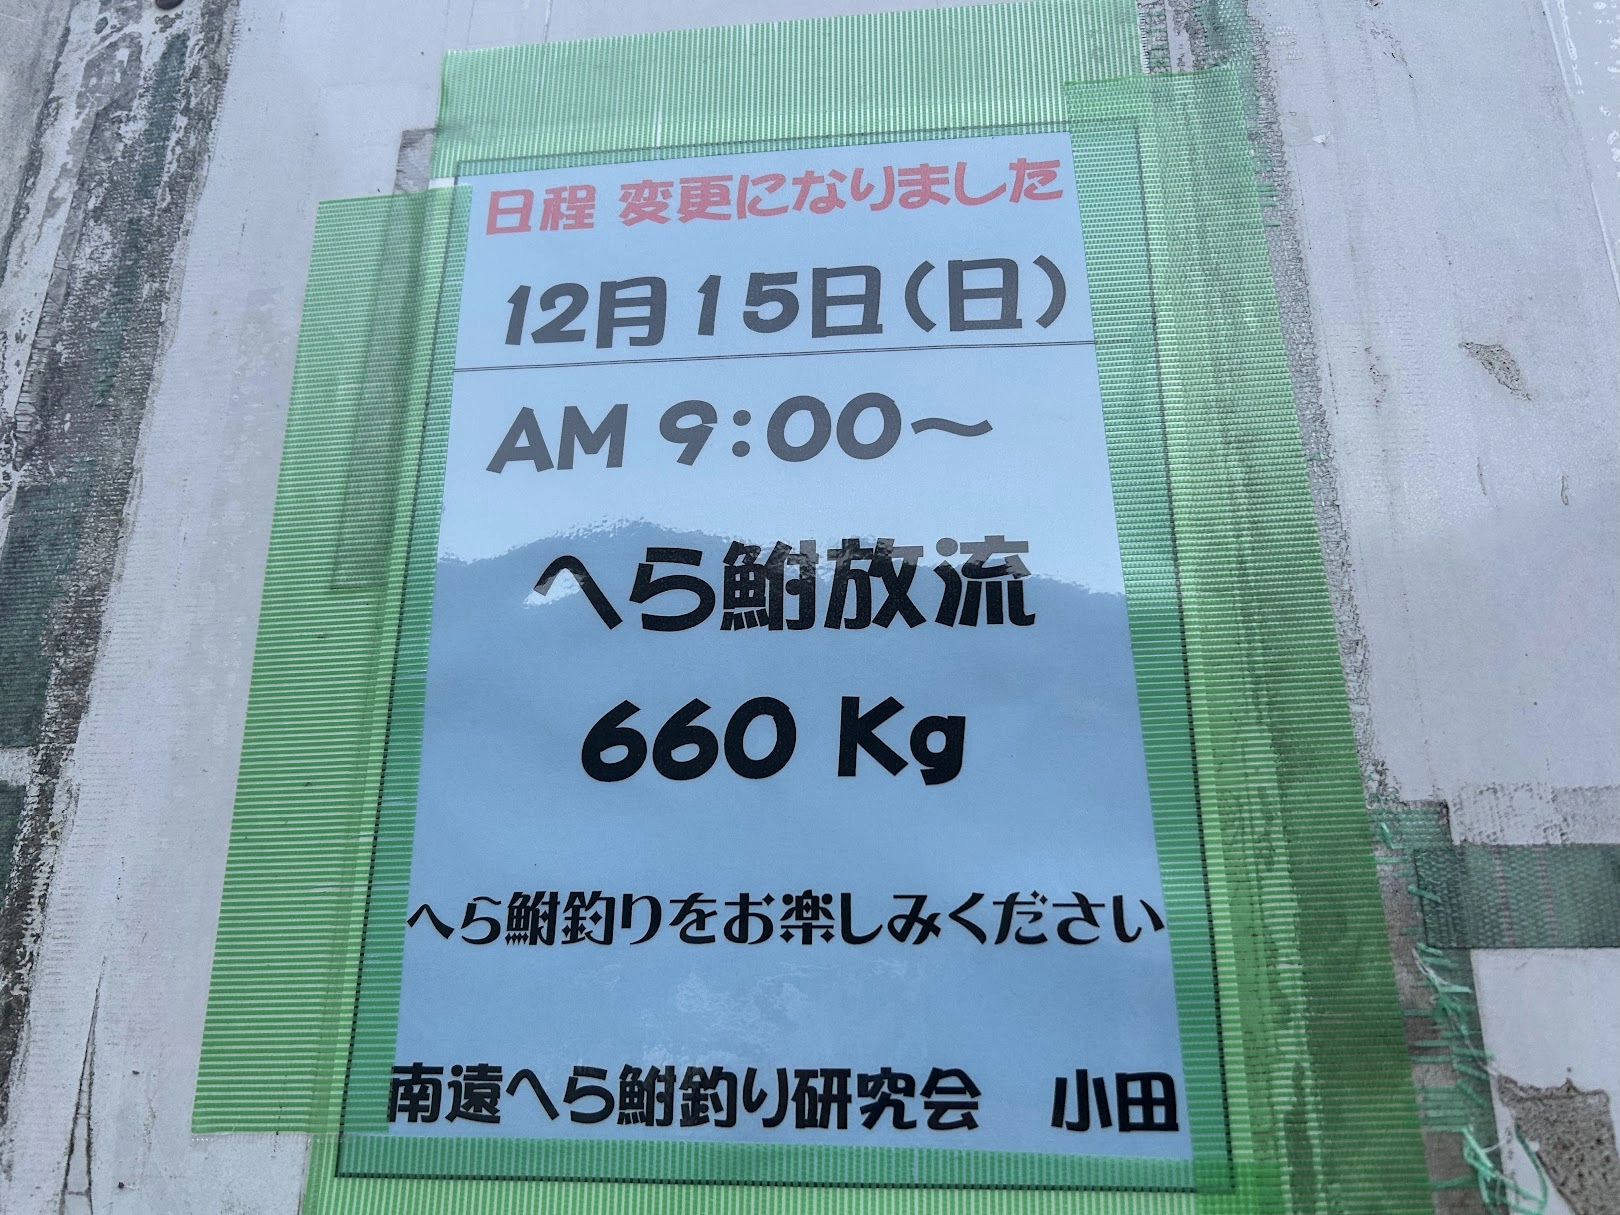 日程 変更になりました
12月15日(日)
AM 9:00～
へら鮒放流
660 Kg
へら鮒釣りをお楽しみください
南遠へら鮒釣り研究会　小田